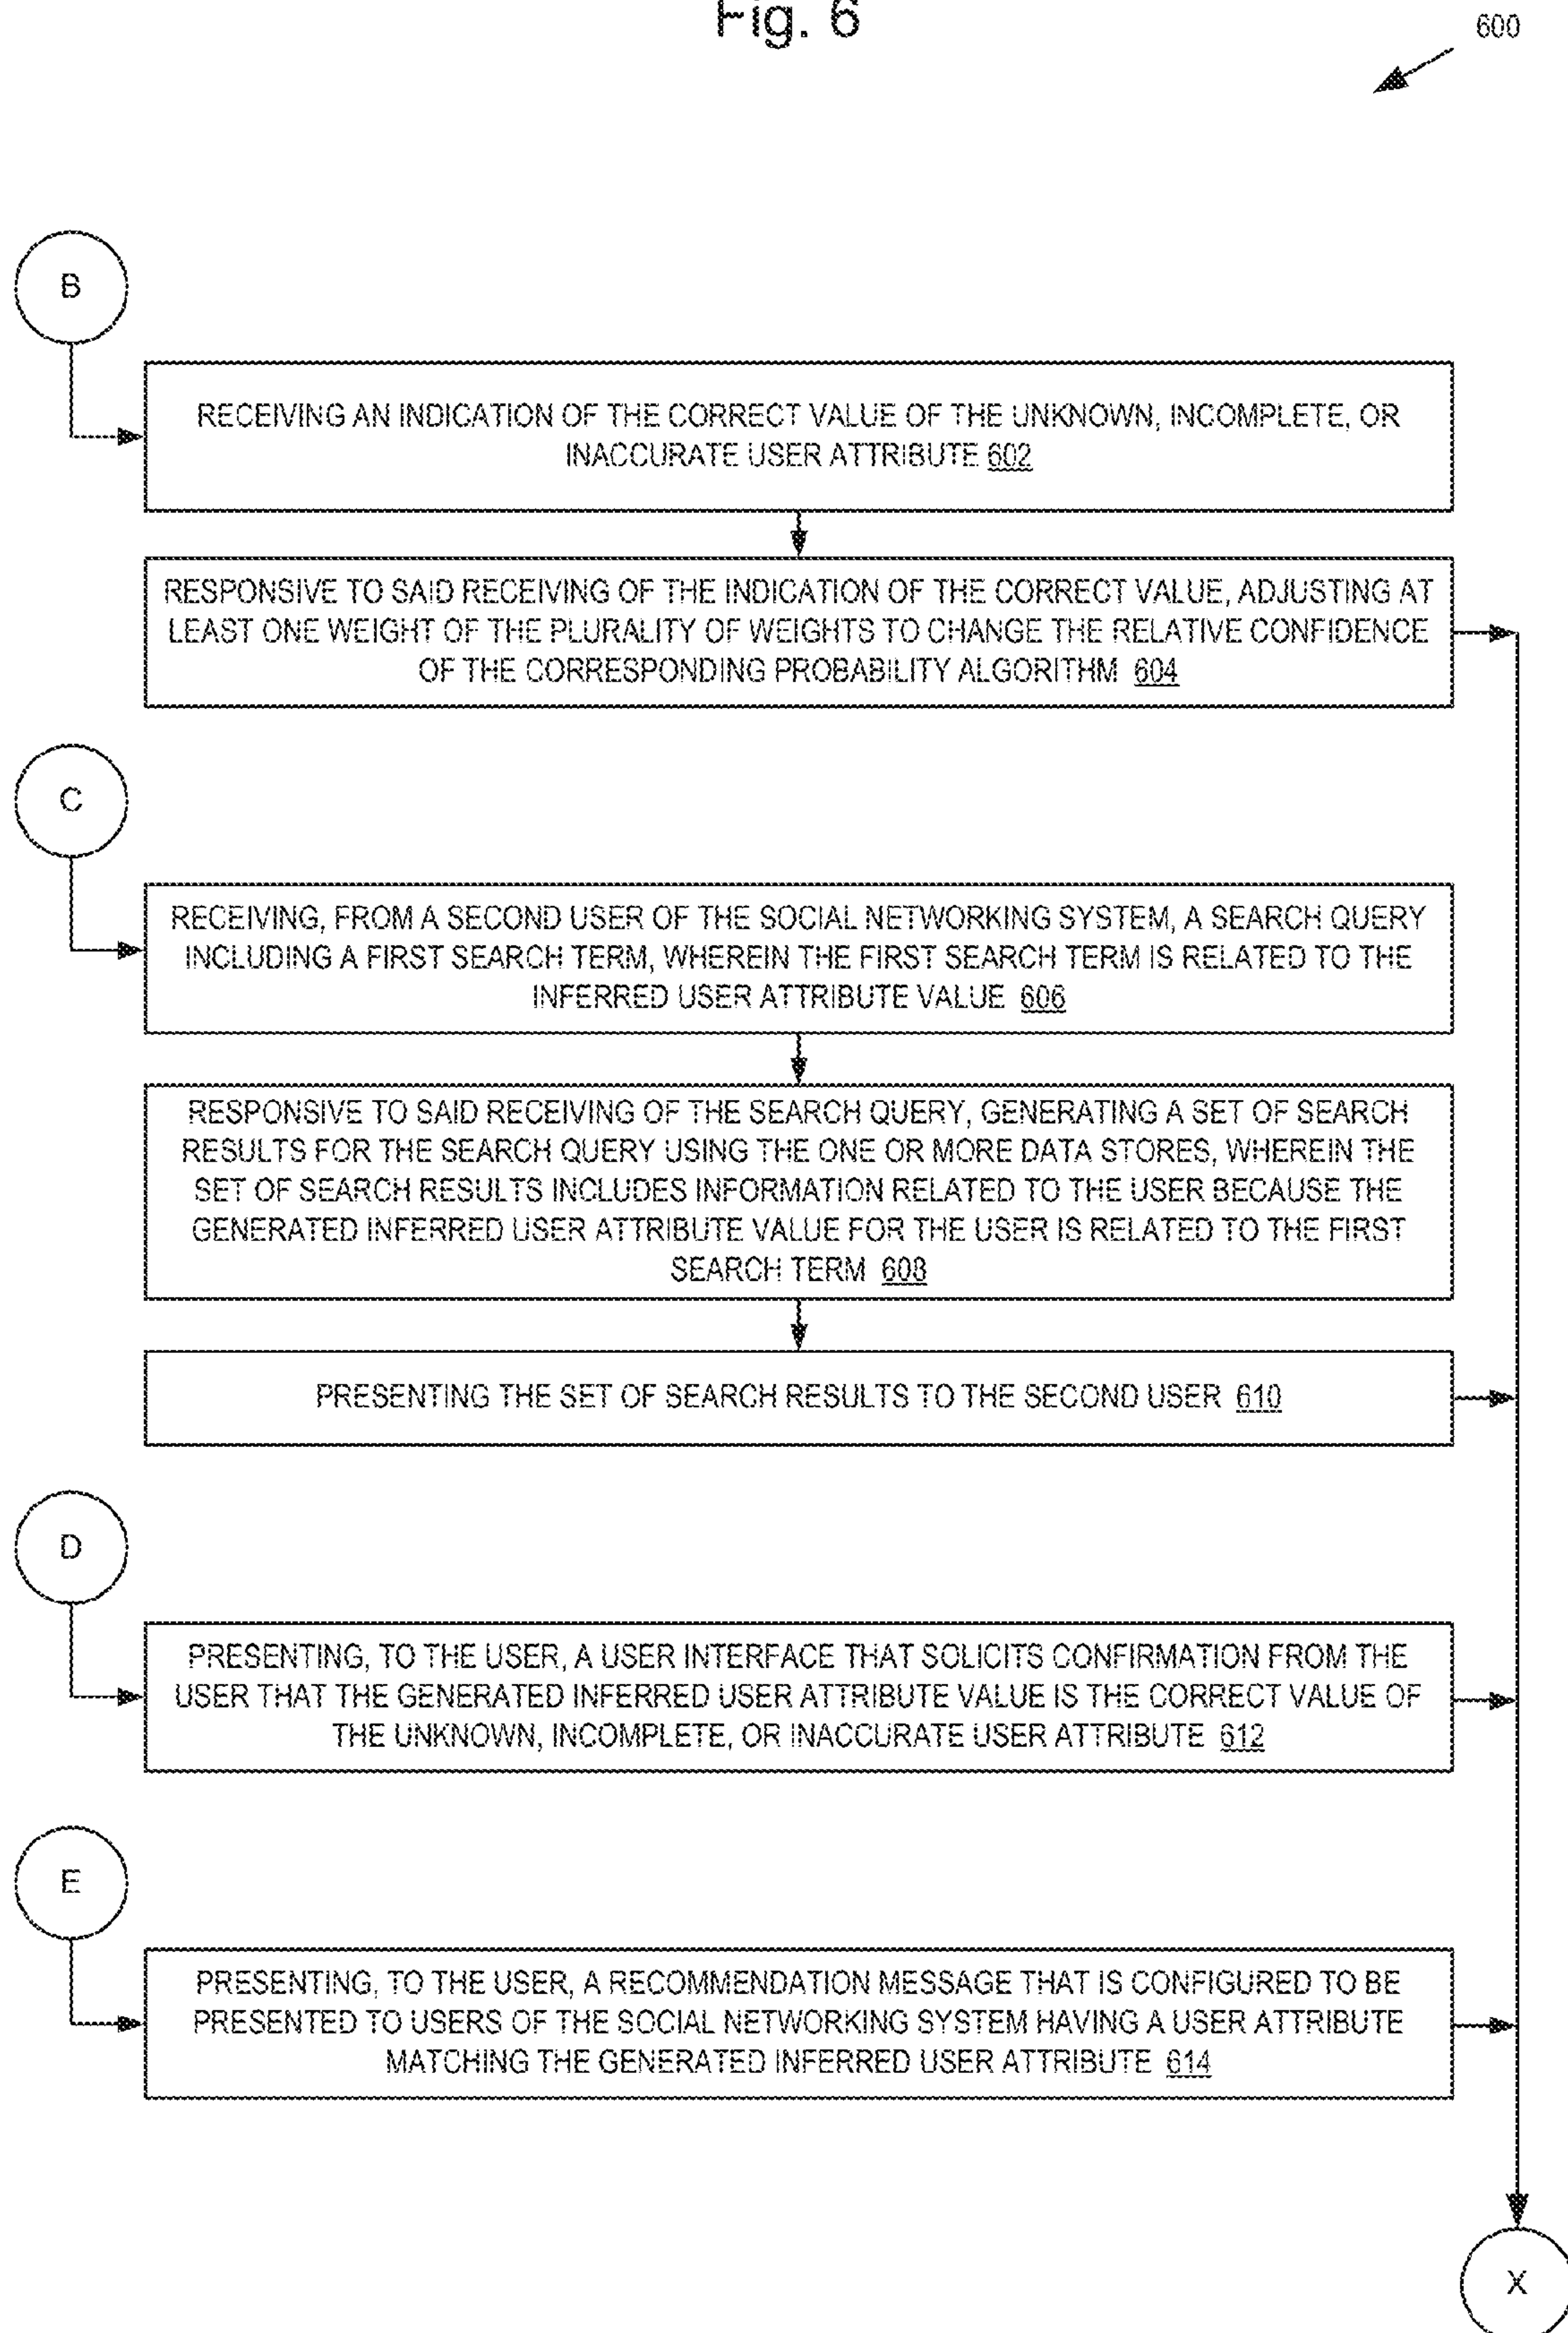 Fig. 6
600
B
RECEIVING AN INDICATION OF THE CORRECT VALUE OF THE UNKNOWN, INCOMPLETE, OR
INACCURATE USER ATTRIBUTE 602
RESPONSIVE TO SAID RECEIVING OF THE INDICATION OF THE CORRECT VALUE, ADJUSTING AT
LEAST ONE WEIGHT OF THE PLURALITY OF WEIGHTS TO CHANGE THE RELATIVE CONFIDENCE
OF THE CORRESPONDING PROBABILITY ALGORITHM 604
C
RECEIVING, FROM A SECOND USER OF THE SOCIAL NETWORKING SYSTEM, A SEARCH QUERY
INCLUDING A FIRST SEARCH TERM, WHEREIN THE FIRST SEARCH TERM IS RELATED TO THE
INFERRED USER ATTRIBUTE VALUE 606
RESPONSIVE TO SAID RECEIVING OF THE SEARCH QUERY, GENERATING A SET OF SEARCH
RESULTS FOR THE SEARCH QUERY USING THE ONE OR MORE DATA STORES, WHEREIN THE
SET OF SEARCH RESULTS INCLUDES INFORMATION RELATED TO THE USER BECAUSE THE
GENERATED INFERRED USER ATTRIBUTE VALUE FOR THE USER IS RELATED TO THE FIRST
SEARCH TERM 608
PRESENTING THE SET OF SEARCH RESULTS TO THE SECOND USER 610
D
PRESENTING, TO THE USER, A USER INTERFACE THAT SOLICITS CONFIRMATION FROM THE
USER THAT THE GENERATED INFERRED USER ATTRIBUTE VALUE IS THE CORRECT VALUE OF
THE UNKNOWN, INCOMPLETE, OR INACCURATE USER ATTRIBUTE 612
E
PRESENTING, TO THE USER, A RECOMMENDATION MESSAGE THAT IS CONFIGURED TO BE
PRESENTED TO USERS OF THE SOCIAL NETWORKING SYSTEM HAVING A USER ATTRIBUTE
MATCHING THE GENERATED INFERRED USER ATTRIBUTE 614
X